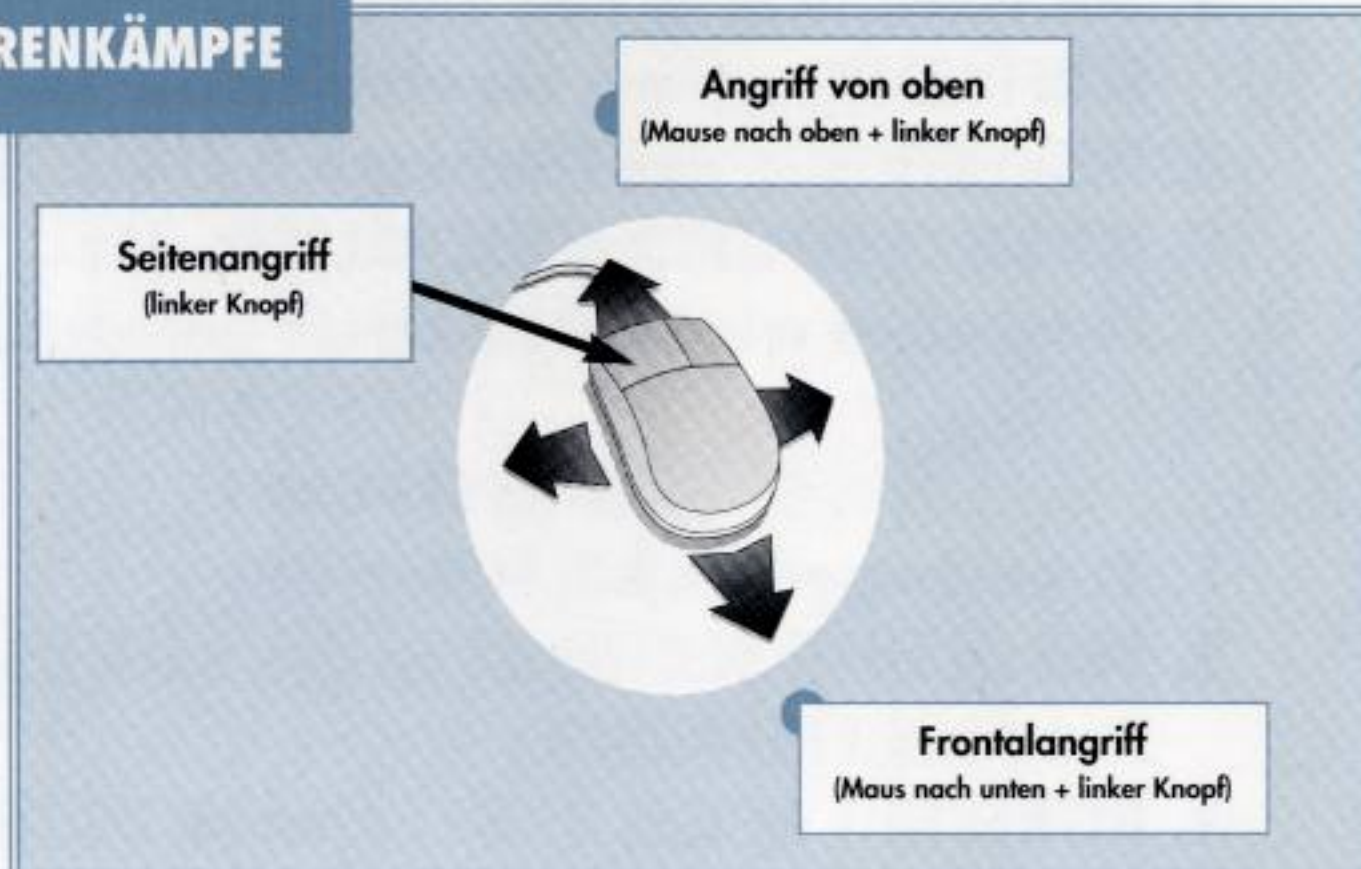 RENKÄMPFE
Angriff von oben
(Mause nach oben + linker Knopf)
Seitenangriff
(linker Knopf)
Frontalangriff
(Maus nach unten + linker Knopf)